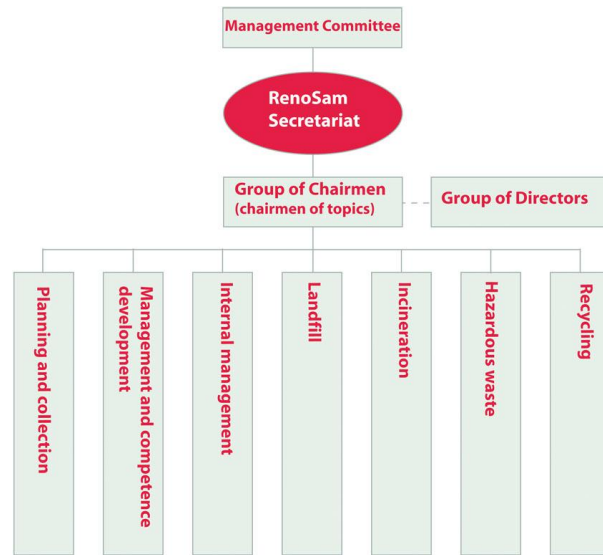 Management Committee
RenoSam
Secretariat
Group of Chairmen
(chairmen of topics)
Group of Directors
Planning and collection
Management and competence
development
Internal management
Landfill
Incineration
Hazardous waste
Recycling